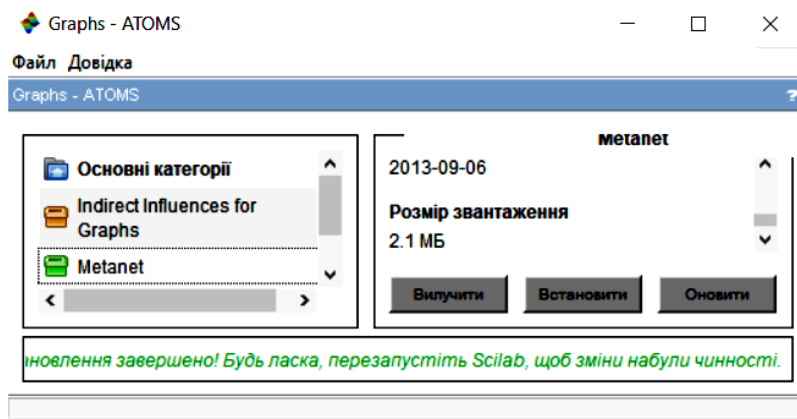 Graphs - ATOMS
Файл Довідка
Graphs - ATOMS ?
Основні категорії
Indirect Influences for
Graphs
Metanet
Metanet
2013-09-06
Розмір звантаження
2.1 МБ
Вилучити Встановити Оновити
новлення завершено! Будь ласка, перезапустіть Scilab, щоб зміни набули чинності.